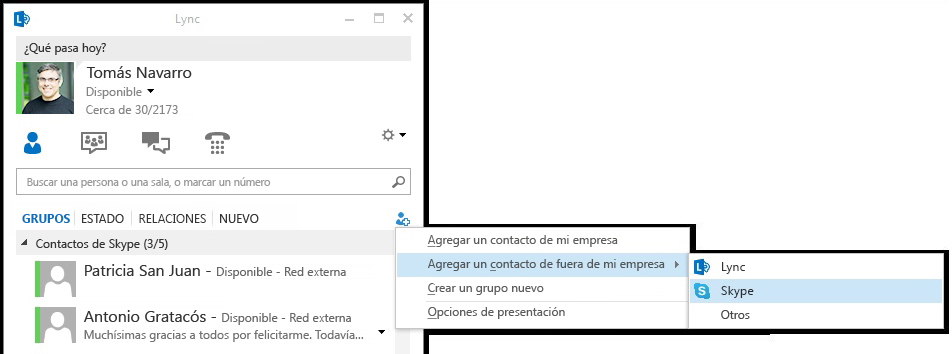 Lync
¿Qué pasa hoy?
Tomás Navarro
Disponible
Cerca de 30/2173
Buscar una persona o una sala, o marcar un número
GRUPOS ESTADO RELACIONES NUEVO
Contactos de Skype (3/5)
Patricia San Juan - Disponible - Red externa
Antonio Gratacós - Disponible - Red externa
Muchísimas gracias a todos por felicitarme. Todavía...
Agregar un contacto de mi empresa
Agregar un contacto de fuera de mi empresa
Crear un grupo nuevo
Opciones de presentación
Lync
Skype
Otros